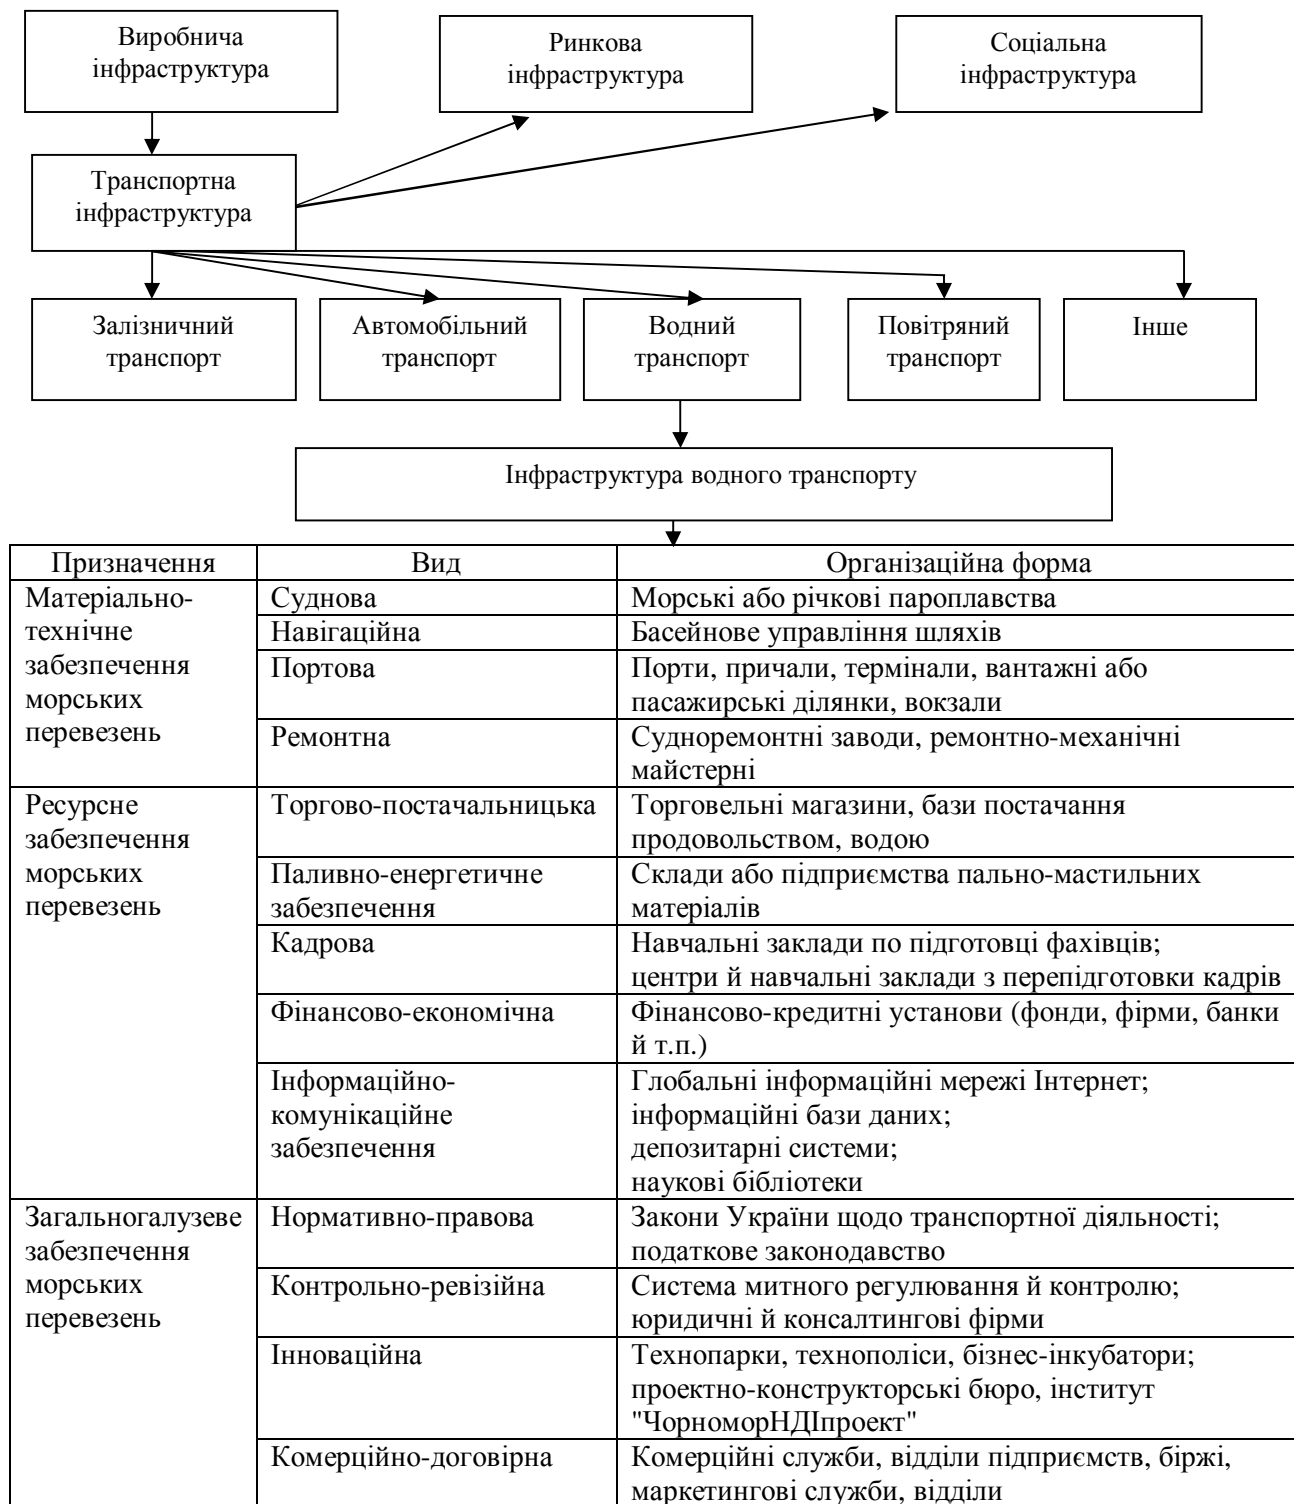 Виробнича
інфраструктура
Ринкова
інфраструктура
Соціальна
інфраструктура
Транспортна
інфраструктура
Залізничний
транспорт
Автомобільний
транспорт
Водний
транспорт
Повітряний
транспорт
Інше
Інфраструктура водного транспорту
Призначення
Вид
Організаційна форма
Матеріально-
технічне
забезпечення
морських
перевезень
Суднова
Морські або річкові пароплавства
Навігаційна
Басейнове управління шляхів
Портова
Порти, причали, термінали, вантажні або
пасажирські ділянки, вокзали
Ремонтна
Судноремонтні заводи, ремонтно-механічні
майстерні
Ресурсне
забезпечення
морських
перевезень
Торгово-постачальницька
Торговельні магазини, бази постачання
продовольством, водою
Паливно-енергетичне
забезпечення
Склади або підприємства пально-мастильних
матеріалів
Кадрова
Навчальні заклади по підготовці фахівців;
центри й навчальні заклади з перепідготовки кадрів
Фінансово-економічна
Фінансово-кредитні установи (фонди, фірми, банки
й т.п.)
Інформаційно-
комунікаційне
забезпечення
Глобальні інформаційні мережі Інтернет;
інформаційні бази даних;
депозитарні системи;
наукові бібліотеки
Загальногалузеве
забезпечення
морських
перевезень
Нормативно-правова
Закони України щодо транспортної діяльності;
податкове законодавство
Контрольно-ревізійна
Система митного регулювання й контролю;
юридичні й консалтингові фірми
Інноваційна
Технопарки, технополіси, бізнес-інкубатори;
проектно-конструкторські бюро, інститут
"ЧорноморНДІпроект"
Комерційно-договірна
Комерційні служби, відділи підприємств, біржі,
маркетингові служби, відділи